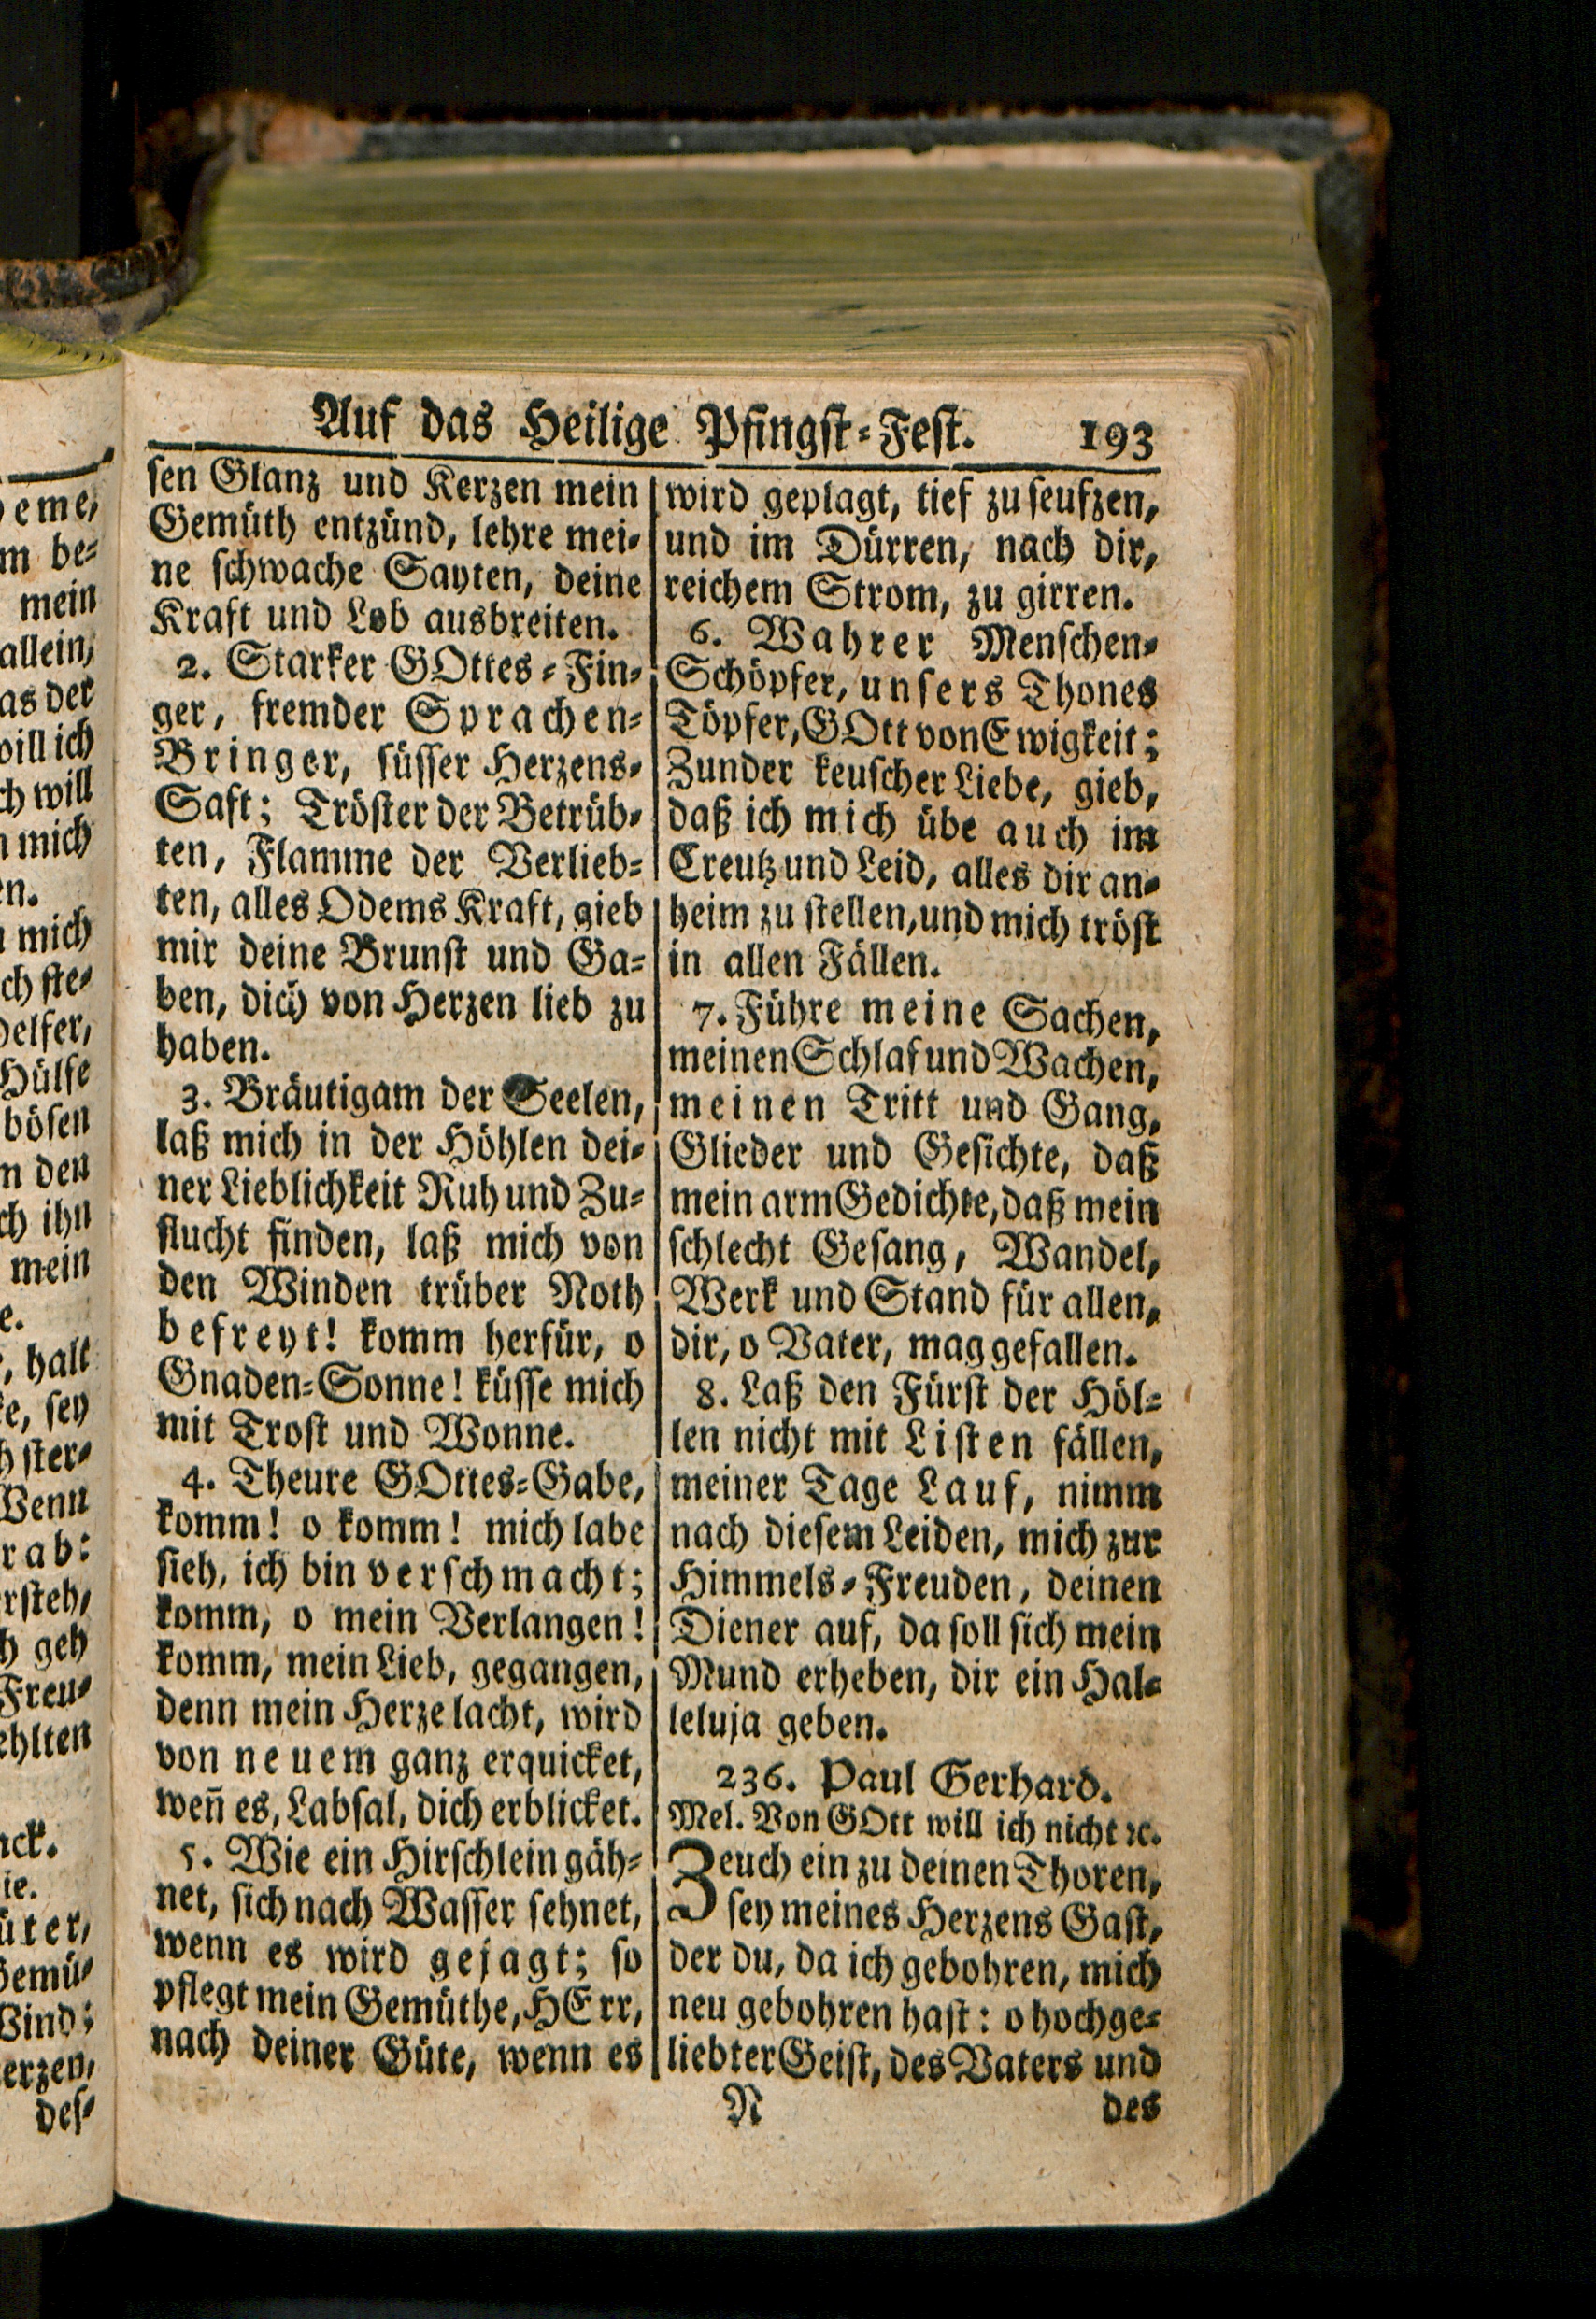 Auf das Heilige Pfingst-Fest. 193
sen Glanz und Kerzen mein
Gemüth entzünd, lehre mei-
ne schwache Sayten, deine
Kraft und Lob ausbreiten.
2. Starker GOttes-Fin-
ger, fremder Sprachen-
Bringer, süsser Herzens-
Saft; Tröster der Betrüb-
ten, Flamme der Verlieb-
ten, alles Odems Kraft, gieb
mir deine Brunst und Ga-
ben, dich von Herzen lieb zu
haben.
3. Bräutigam der Seelen,
laß mich in der Höhlen dei-
ner Lieblichkeit Ruh und Zu-
flucht finden, laß mich von
den Winden trüber Noth
befreyt! komm herfür, o
Gnaden-Sonne! küsse mich
mit Trost und Wonne.
4. Theure GOttes-Gabe,
komm! o komm! mich labe
sieh, ich bin verschmacht;
komm, o mein Verlangen!
komm, mein Lieb, gegangen,
denn mein Herze lacht, wird
von neuem ganz erquicket,
weñ es, Labsal, dich erblicket.
5. Wie ein Hirschlein gäh-
net, sich nach Wasser sehnet,
wenn es wird gejagt; so
pflegt mein Gemüthe, HErr,
nach deiner Güte, wenn es
wird geplagt, tief zu seufzen,
und im Dürren, nach dir,
reichem Strom, zu girren.
6. Wahrer Menschen-
Schöpfer, unsers Thones
Töpfer, GOtt von Ewigkeit;
Zunder keuscher Liebe, gieb,
daß ich mich übe auch im
Creutz und Leid, alles dir an-
heim zu stellen, und mich tröst
in allen Fällen.
7. Führe meine Sachen,
meinen Schlaf und Wachen,
meinen Tritt und Gang,
Glieder und Gesichte, daß
mein arm Gedichte, daß mein
schlecht Gesang, Wandel,
Werk und Stand für allen,
dir, o Vater, mag gefallen.
8. Laß den Fürst der Höl-
len nicht mit Listen fällen,
meiner Tage Lauf, nimm
nach diesem Leiden, mich zur
Himmels-Freuden, deinen
Diener auf, da soll sich mein
Mund erheben, dir ein Hal-
leluja geben.
236. Paul Gerhard.
Mel. Von GOtt will ich nicht ꝛc.
Zeuch ein zu deinen Thoren,
sey meines Herzens Gast,
der du, da ich gebohren, mich
neu gebohren hast: o hochge-
liebter Geist, des Vaters und
N des